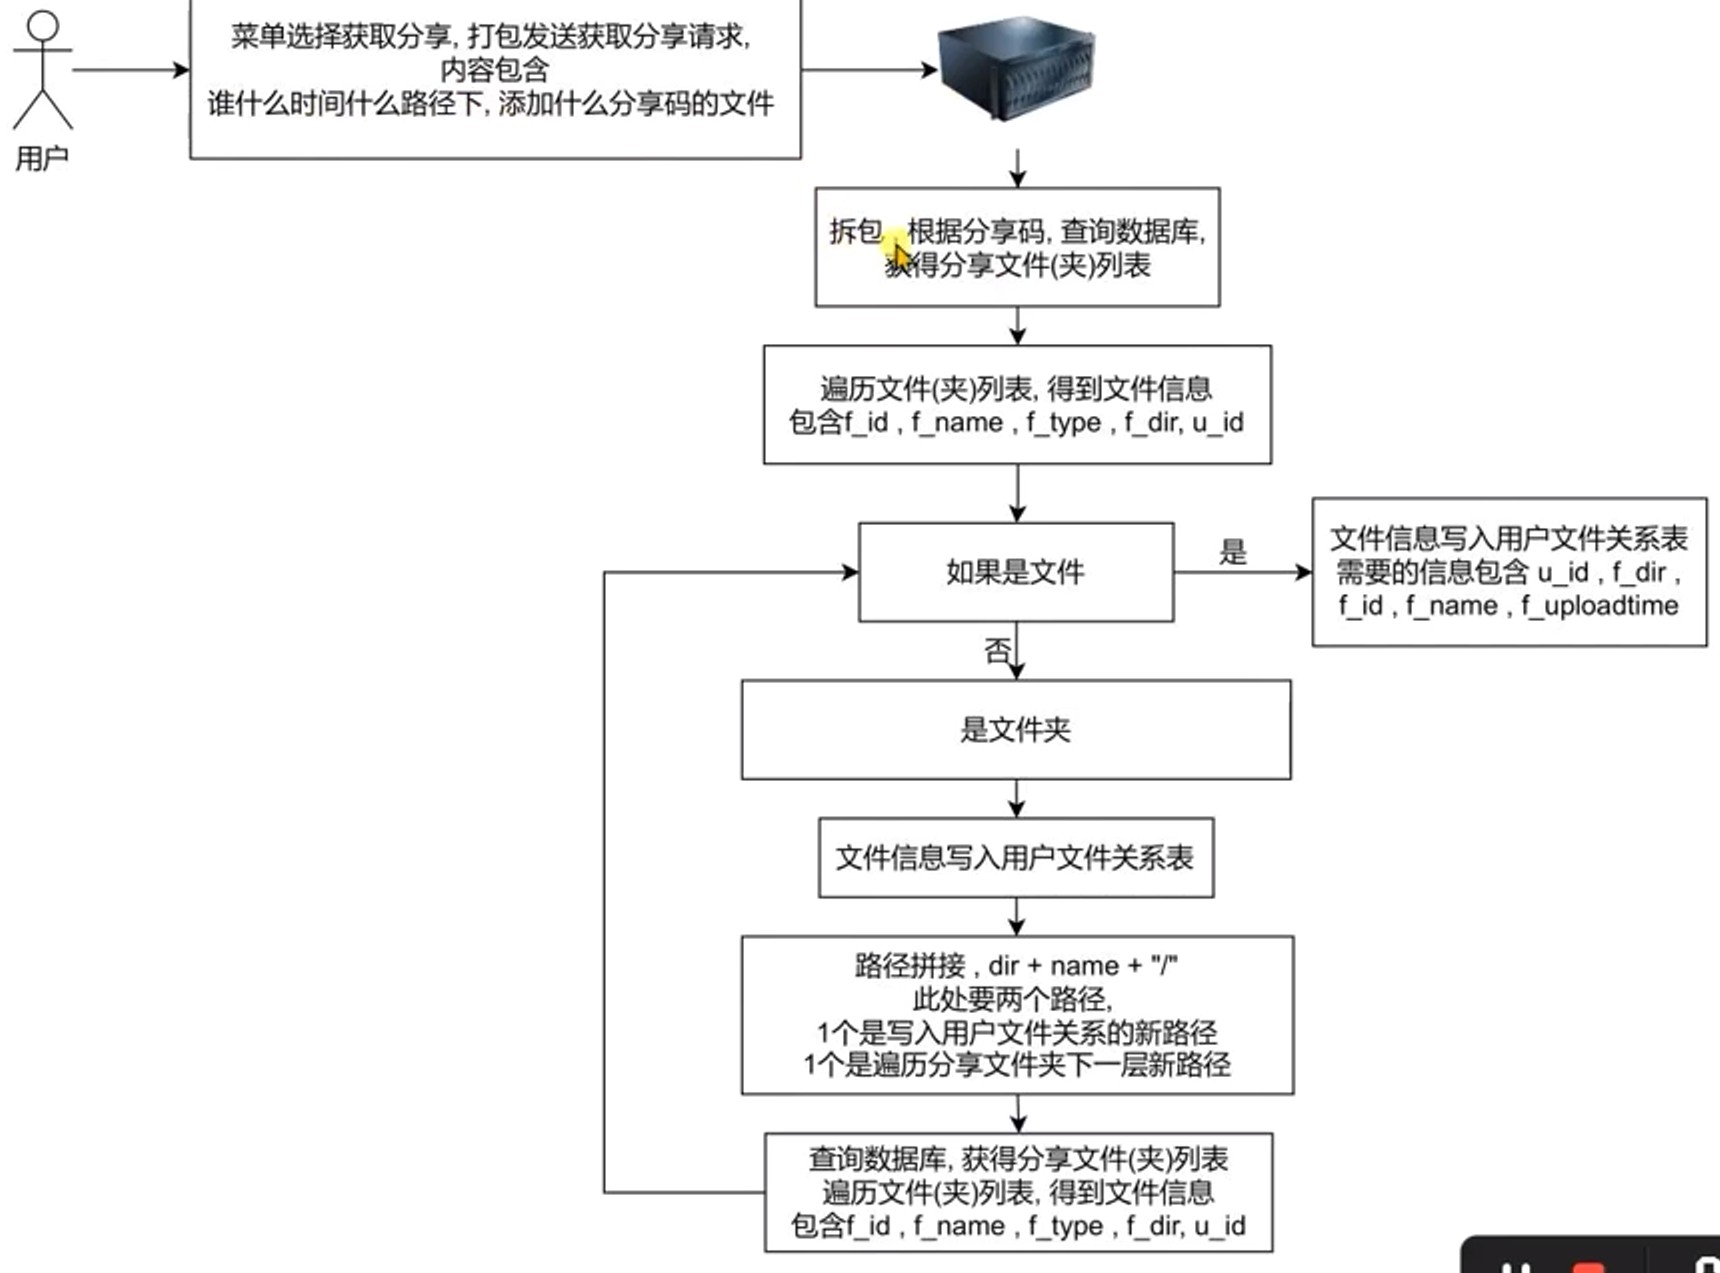 菜单选择获取分享, 打包发送获取分享请求,
内容包含
谁什么时间什么路径下, 添加什么分享码的文件
用户
拆包 , 根据分享码, 查询数据库,
获得分享文件(夹)列表
遍历文件(夹)列表, 得到文件信息
包含f_id , f_name , f_type , f_dir, u_id
如果是文件
是
文件信息写入用户文件关系表
需要的信息包含 u_id , f_dir ,
f_id , f_name , f_uploadtime
否
是文件夹
文件信息写入用户文件关系表
路径拼接 , dir + name + "/"
此处要两个路径,
1个是写入用户文件关系的新路径
1个是遍历分享文件夹下一层新路径
查询数据库, 获得分享文件(夹)列表
遍历文件(夹)列表, 得到文件信息
包含f_id , f_name , f_type , f_dir, u_id